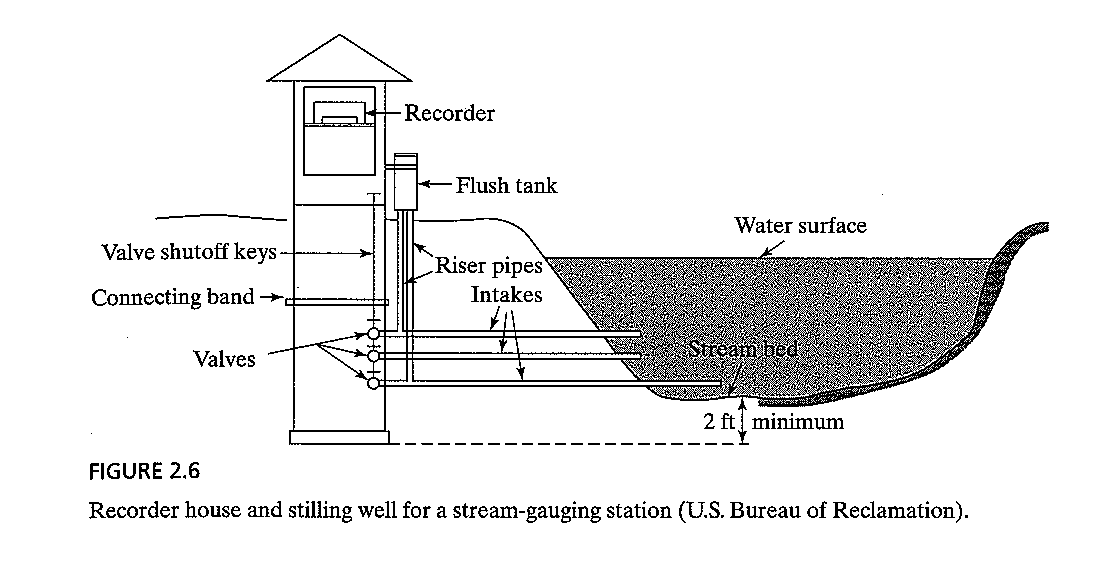 Recorder
Flush tank
Water surface
Valve shutoff keys
Riser pipes
Connecting band
Intakes
Stream bed
Valves
2 ft minimum
FIGURE 2.6
Recorder house and stilling well for a stream-gauging station (U.S. Bureau of Reclamation).